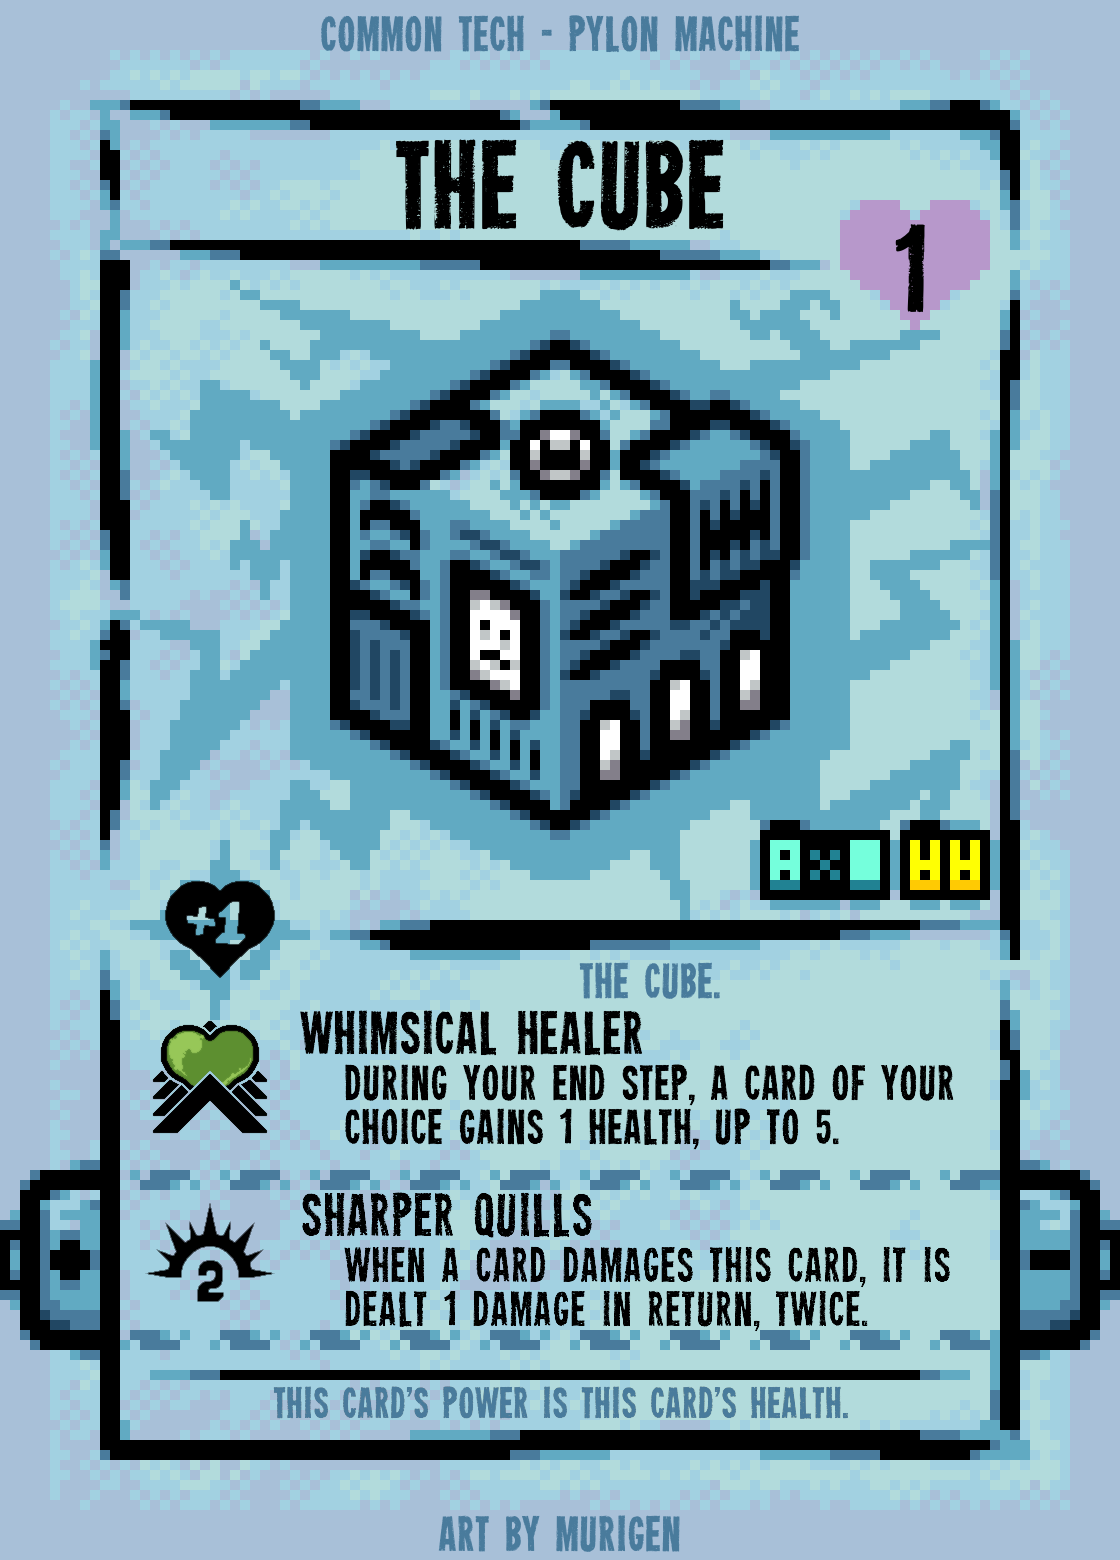 COMMON TECH - PYLON MACHINE
THE CUBE
1
+1
THE CUBE.
WHIMSICAL HEALER
DURING YOUR END STEP, A CARD OF YOUR
CHOICE GAINS 1 HEALTH, UP TO 5.
SHARPER QUILLS
2
WHEN A CARD DAMAGES THIS CARD, IT IS
DEALT 1 DAMAGE IN RETURN, TWICE.
THIS CARD'S POWER IS THIS CARD'S HEALTH.
ART BY MURIGEN